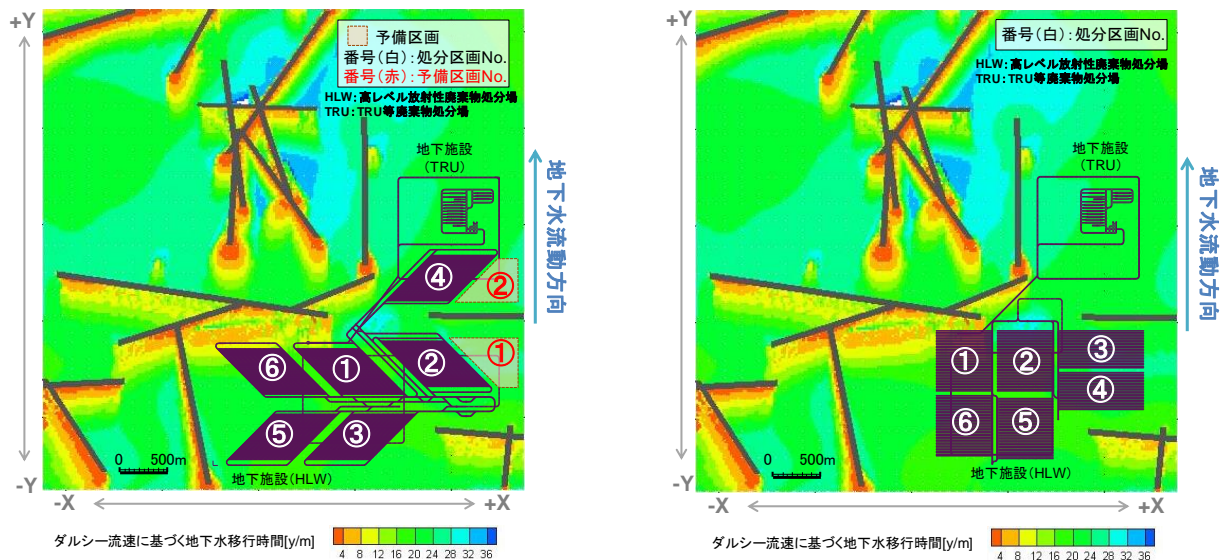 +Y
予備区画
番号(白):処分区画No.
番号(赤):予備区画No.
HLW:高レベル放射性廃棄物処分場
TRU:TRU等廃棄物処分場
地下施設
(TRU)
地下水流動方向
④
②
⑥
①
②
①
⑤
③
0 500m
地下施設(HLW)
-Y
-X
+X
ダルシー流速に基づく地下水移行時間[y/m]
4 8 12 16 20 24 28 32 36
+Y
番号(白):処分区画No.
HLW:高レベル放射性廃棄物処分場
TRU:TRU等廃棄物処分場
地下施設
(TRU)
地下水流動方向
①
②
③
④
⑥
⑤
0 500m
地下施設(HLW)
-Y
-X
+X
ダルシー流速に基づく地下水移行時間[y/m]
4 8 12 16 20 24 28 32 36